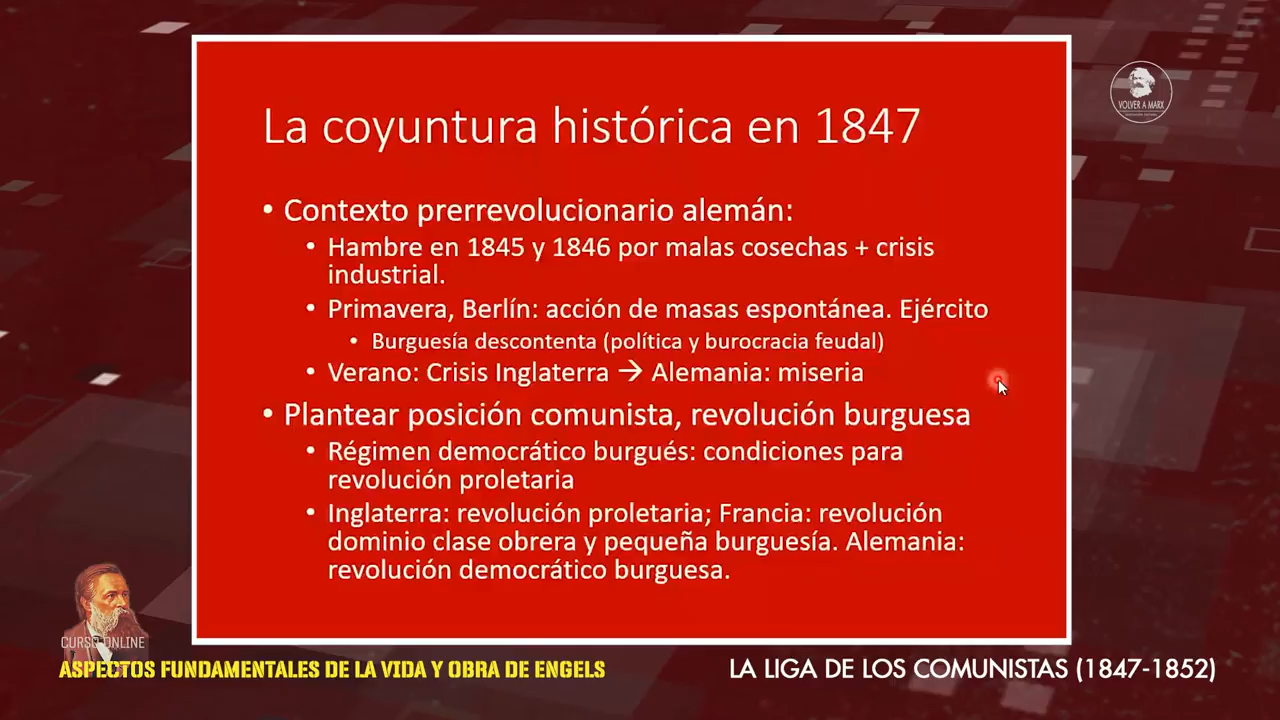 La coyuntura histórica en 1847
VOLVER A MARX
• Contexto prerrevolucionario alemán:
• Hambre en 1845 y 1846 por malas cosechas + crisis
industrial.
• Primavera, Berlín: acción de masas espontánea. Ejército
• Burguesía descontenta (política y burocracia feudal)
• Verano: Crisis Inglaterra → Alemania: miseria
• Plantear posición comunista, revolución burguesa
• Régimen democrático burgués: condiciones para
revolución proletaria
• Inglaterra: revolución proletaria; Francia: revolución
dominio clase obrera y pequeña burguesía. Alemania:
revolución democrático burguesa.
CURSO ONLINE
ASPECTOS FUNDAMENTALES DE LA VIDA Y OBRA DE ENGELS
LA LIGA DE LOS COMUNISTAS (1847-1852)